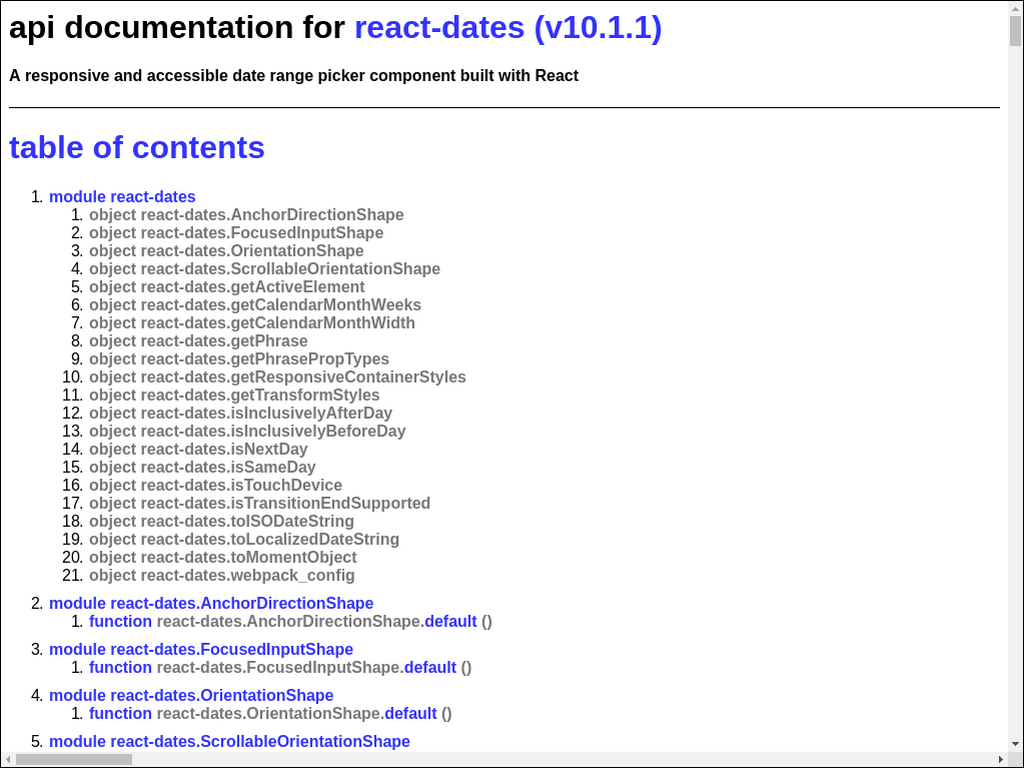 api documentation for react-dates (v10.1.1)
A responsive and accessible date range picker component built with React
table of contents
1. module react-dates
1. object react-dates.AnchorDirectionShape
2. object react-dates.FocusedInputShape
3. object react-dates.OrientationShape
4. object react-dates.ScrollableOrientationShape
5. object react-dates.getActiveElement
6. object react-dates.getCalendarMonthWeeks
7. object react-dates.getCalendarMonthWidth
8. object react-dates.getPhrase
9. object react-dates.getPhrasePropTypes
10. object react-dates.getResponsiveContainerStyles
11. object react-dates.getTransformStyles
12. object react-dates.isInclusivelyAfterDay
13. object react-dates.isInclusivelyBeforeDay
14. object react-dates.isNextDay
15. object react-dates.isSameDay
16. object react-dates.isTouchDevice
17. object react-dates.isTransitionEndSupported
18. object react-dates.toISODateString
19. object react-dates.toLocalizedDateString
20. object react-dates.toMomentObject
21. object react-dates.webpack_config
2. module react-dates.AnchorDirectionShape
1. function react-dates.AnchorDirectionShape.default ()
3. module react-dates.FocusedInputShape
1. function react-dates.FocusedInputShape.default ()
4. module react-dates.OrientationShape
1. function react-dates.OrientationShape.default ()
5. module react-dates.ScrollableOrientationShape